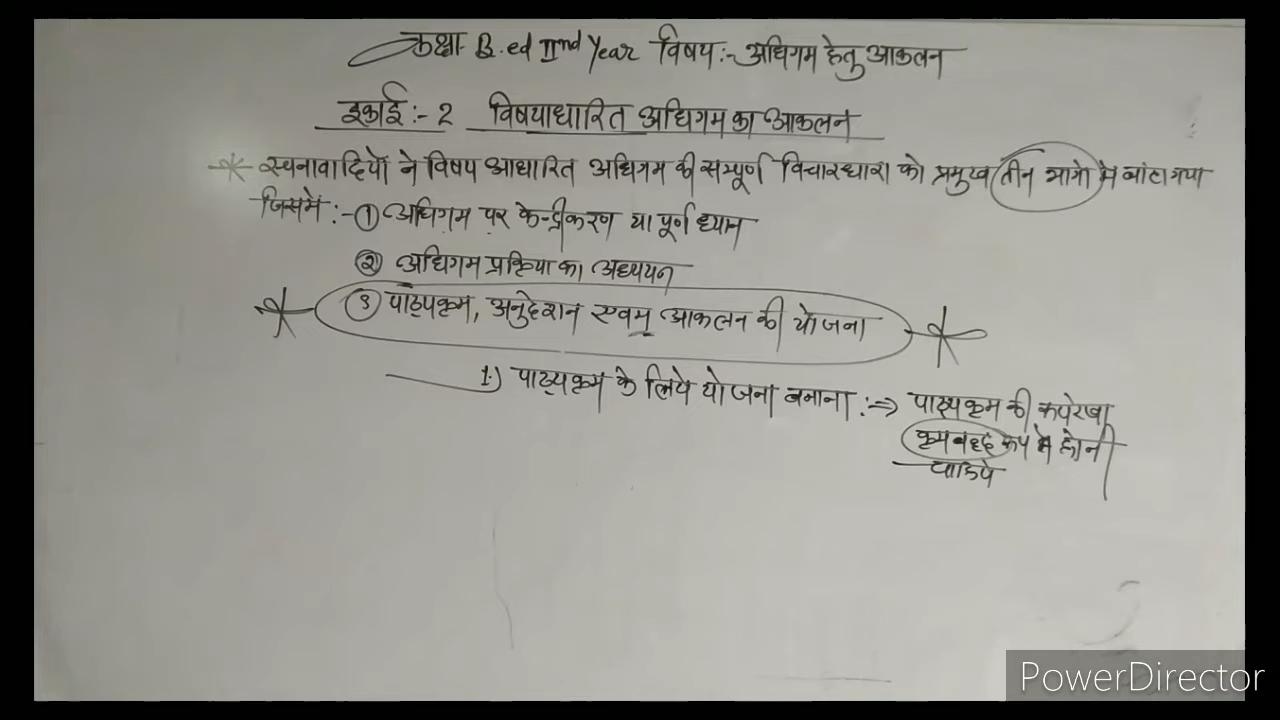 कक्षा B.ed IInd Year विषय:- अधिगम हेतु आकलन
इकाई:- २ विषयाधारित अधिगम का आकलन
* रचनावादियों ने विषय आधारित अधिगम की सम्पूर्ण विचारधारा को प्रमुख तीन भागो मे बांटा गया
जिसमें:- ① अधिगम पर केन्द्रीकरण या पूर्ण ध्यान
② अधिगम प्रक्रिया का अध्ययन
* ③ पाठ्यक्रम, अनुदेशन एवम् आकलन की योजना *
1.) पाठ्यक्रम के लिये योजना बनाना :⇒ पाठ्यक्रम की रूपरेखा
क्रमबद्ध रूप मे होनी
चाहिये
PowerDirector